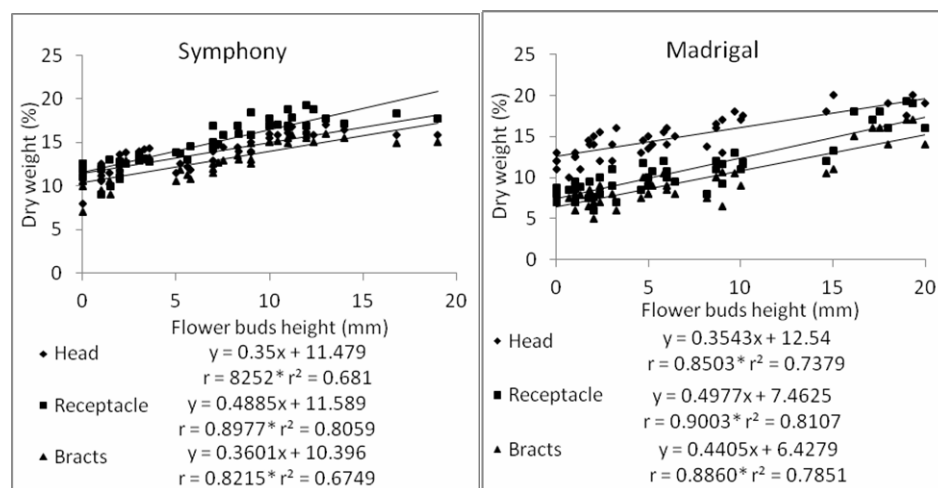 Symphony
25
20
15
10
5
0
Dry weight (%)
0 5 10 15 20
Flower buds height (mm)
Head y = 0.35x + 11.479
r = 8252* r² = 0.681
Receptacle y = 0.4885x + 11.589
r = 0.8977* r² = 0.8059
Bracts y = 0.3601x + 10.396
r = 0.8215* r² = 0.6749
Madrigal
25
20
15
10
5
0
Dry weight (%)
0 5 10 15 20
Flower buds height (mm)
Head y = 0.3543x + 12.54
r = 0.8503* r² = 0.7379
Receptacle y = 0.4977x + 7.4625
r = 0.9003* r² = 0.8107
Bracts y = 0.4405x + 6.4279
r = 0.8860* r² = 0.7851